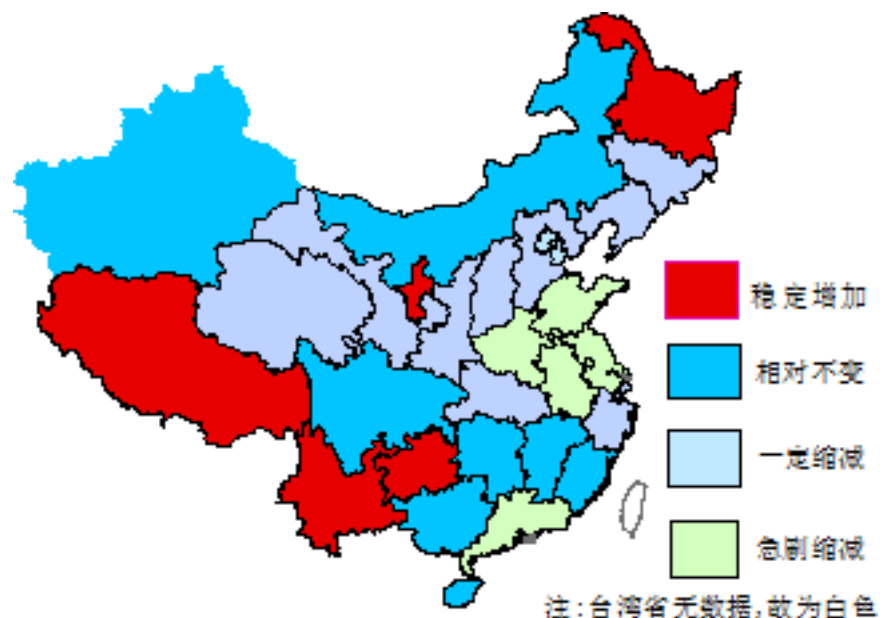 稳定增加
相对不变
一定缩减
急剧缩减
注:台湾省无数据,故为白色